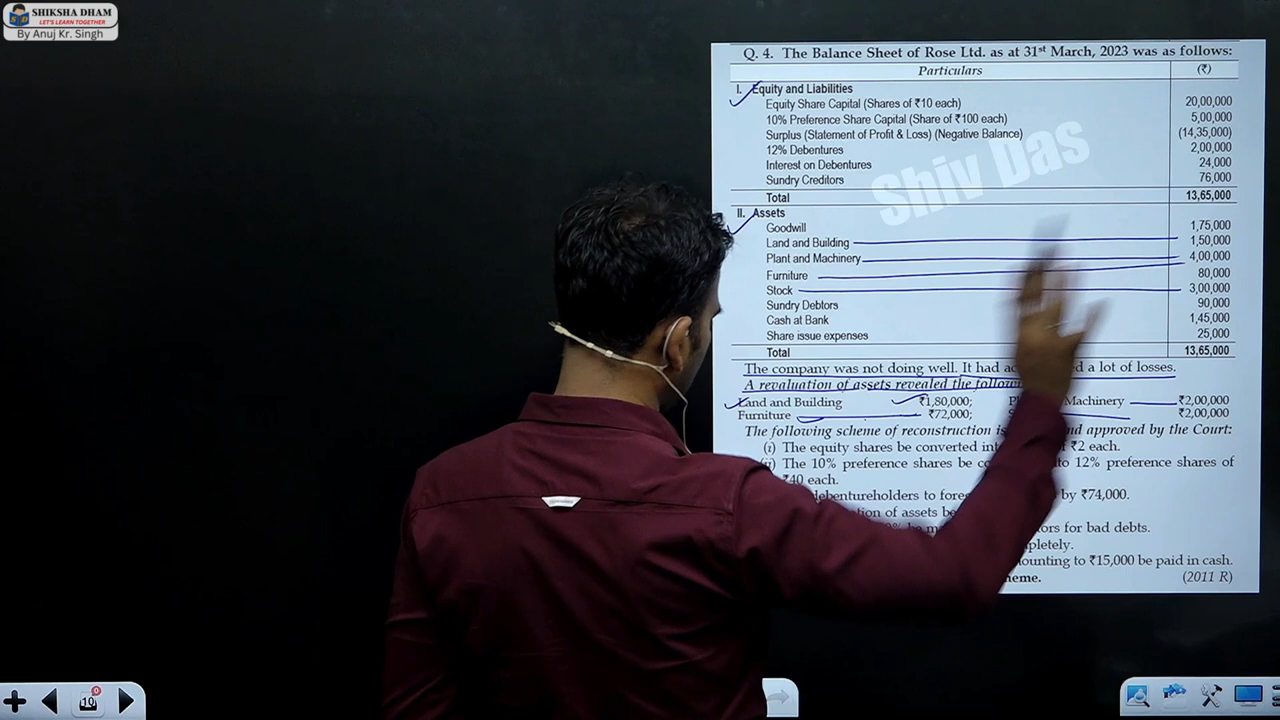 SHIKSHA DHAM
LET'S LEARN TOGETHER
By Anuj Kr. Singh
Q. 4. The Balance Sheet of Rose Ltd. as at 31st March, 2023 was as follows:
Particulars (₹)
I. Equity and Liabilities
Equity Share Capital (Shares of ₹10 each) 20,00,000
10% Preference Share Capital (Share of ₹100 each) 5,00,000
Surplus (Statement of Profit & Loss) (Negative Balance) (14,35,000)
12% Debentures 2,00,000
Interest on Debentures 24,000
Sundry Creditors 76,000
Total 13,65,000
II. Assets
Goodwill 1,75,000
Land and Building 1,50,000
Plant and Machinery 4,00,000
Furniture 80,000
Stock 3,00,000
Sundry Debtors 90,000
Cash at Bank 1,45,000
Share issue expenses 25,000
Total 13,65,000
Shiv Das
The company was not doing well. It had a lot of losses.
A revaluation of assets revealed the
Land and Building ₹1,80,000; Machinery ₹2,00,000
Furniture ₹72,000; ₹2,00,000
The following scheme of reconstruction is and approved by the Court:
(i) The equity shares be converted ₹2 each.
The 10% preference shares be 12% preference shares of
₹40 each.
debentureholders to by ₹74,000.
of assets
for bad debts.
₹15,000 be paid in cash.
(2011 R)
10
0